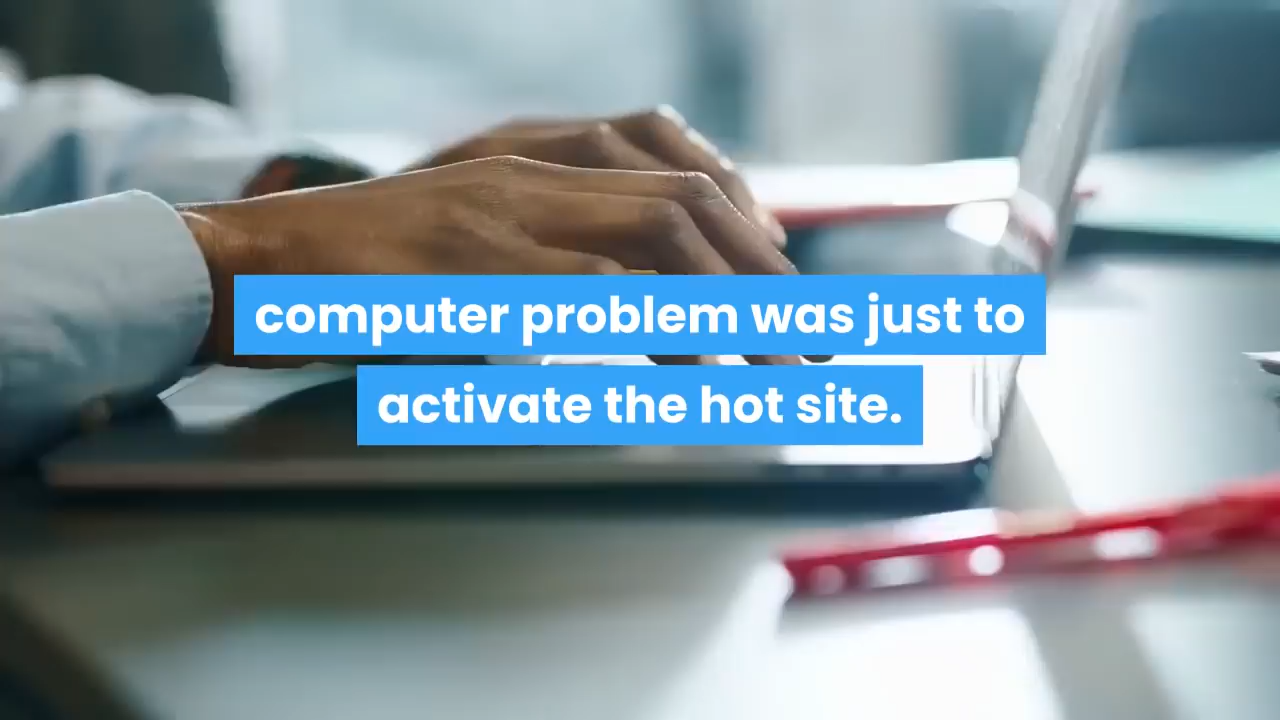 computer problem was just to
activate the hot site.